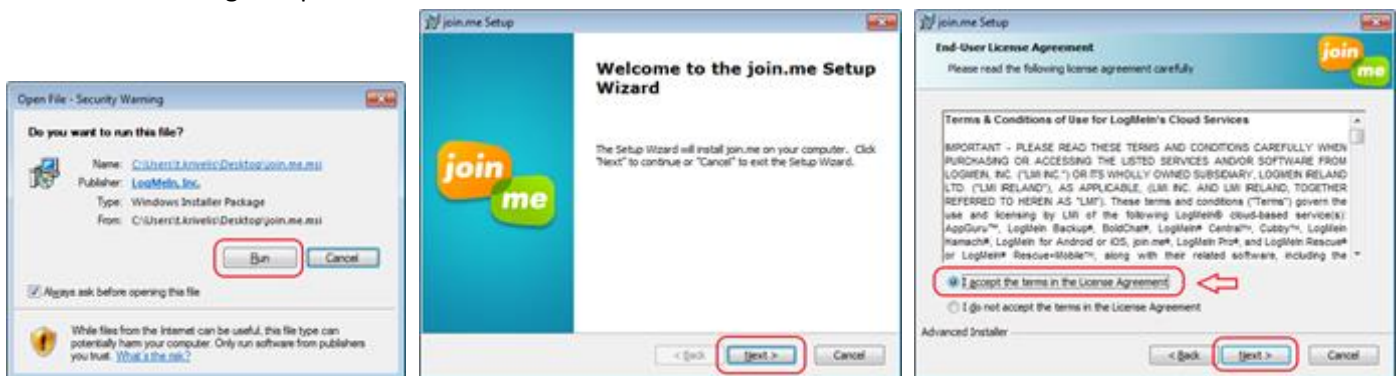 Open File - Security Warning
Do you want to run this file?
Name: C:\Users\t.krivelis\Desktop\join.me.msi
Publisher: LogMeIn, Inc.
Type: Windows Installer Package
From: C:\Users\t.krivelis\Desktop\join.me.msi
Run
Cancel
Always ask before opening this file
While files from the Internet can be useful, this file type can
potentially harm your computer. Only run software from publishers
you trust. What's the risk?
join.me Setup
Welcome to the join.me Setup
Wizard
The Setup Wizard will install join.me on your computer. Click
"Next" to continue or "Cancel" to exit the Setup Wizard.
join
me
< Back
Next >
Cancel
join.me Setup
End-User License Agreement
Please read the following license agreement carefully
join
me
Terms & Conditions of Use for LogMeIn's Cloud Services
IMPORTANT - PLEASE READ THESE TERMS AND CONDITIONS CAREFULLY WHEN
PURCHASING OR ACCESSING THE LISTED SERVICES AND/OR SOFTWARE FROM
LOGMEIN, INC. ("LMI INC.") OR ITS WHOLLY OWNED SUBSIDIARY, LOGMEIN IRELAND
LTD. ("LMI IRELAND"), AS APPLICABLE, (LMI INC. AND LMI IRELAND, TOGETHER
REFERRED TO HEREIN AS "LMI"). These terms and conditions ("Terms") govern the
use and licensing by LMI of the following LogMeIn® cloud-based service(s):
AppGuru™, LogMeIn Backup®, BoldChat®, LogMeIn® Central™, Cubby™, LogMeIn
Hamachi®, LogMeIn for Android or iOS, join.me®, LogMeIn Pro®, and LogMeIn Rescue®
or LogMeIn® Rescue+Mobile™, along with their related software, including the
I accept the terms in the License Agreement
I do not accept the terms in the License Agreement
Advanced Installer
< Back
Next >
Cancel